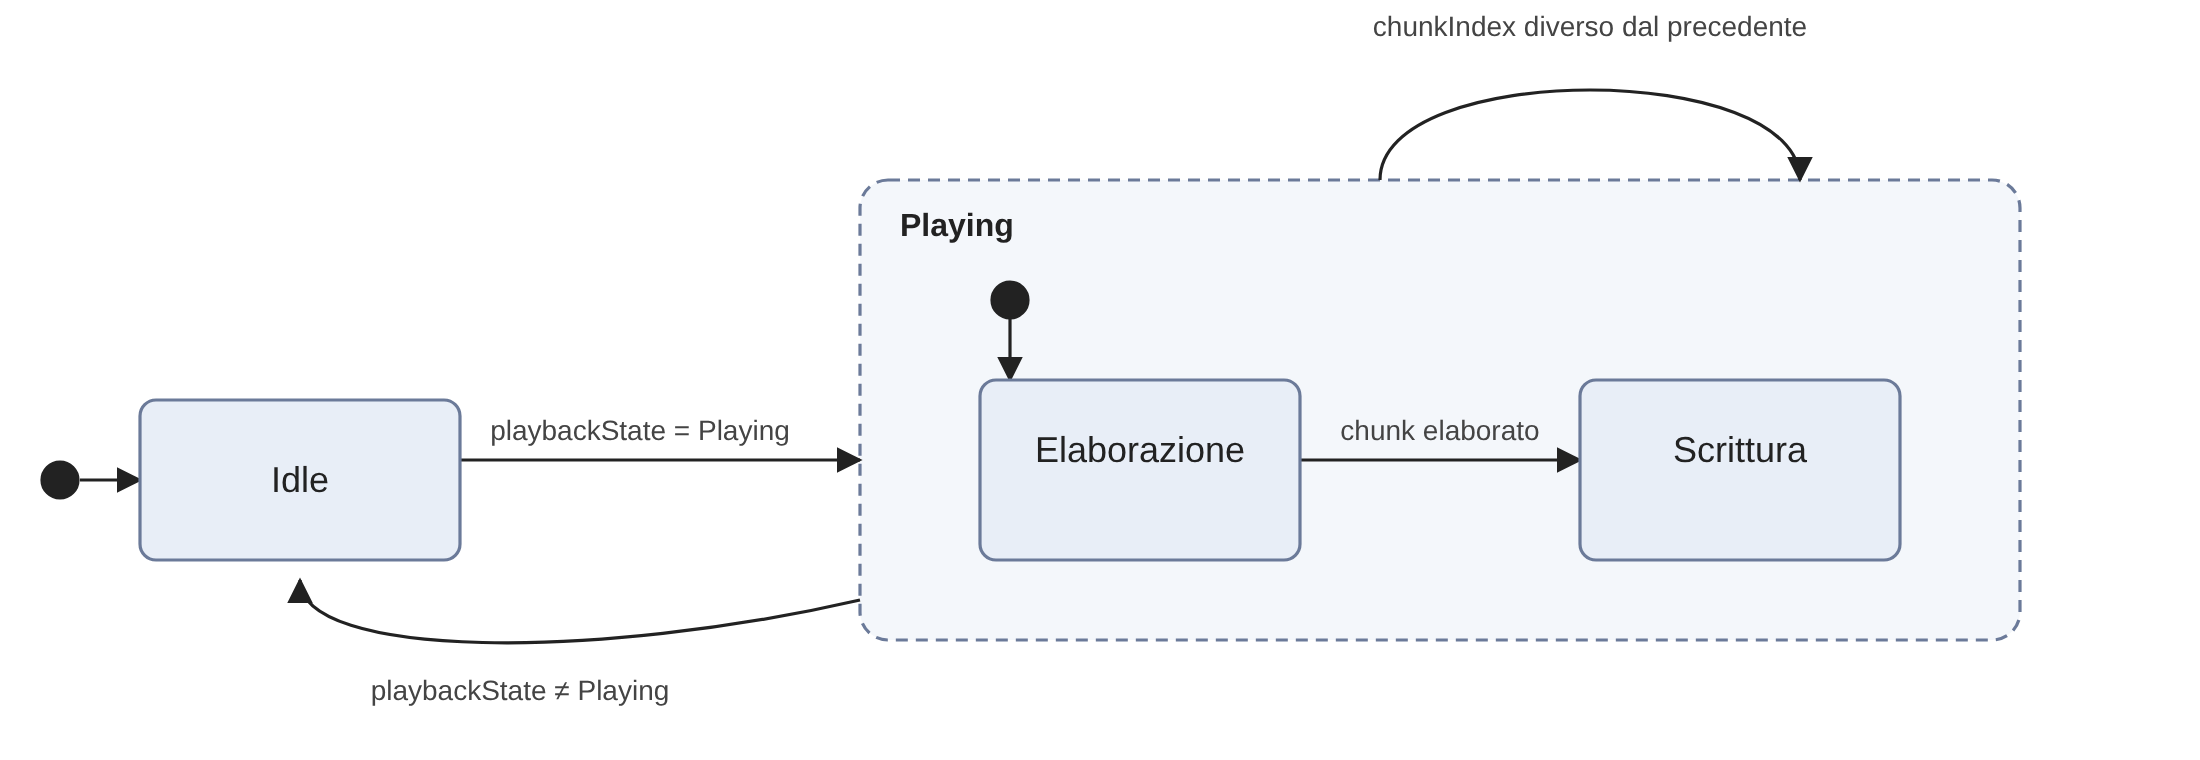 chunkIndex diverso dal precedente
Playing
playbackState = Playing
chunk elaborato
Elaborazione
Scrittura
Idle
playbackState ≠ Playing